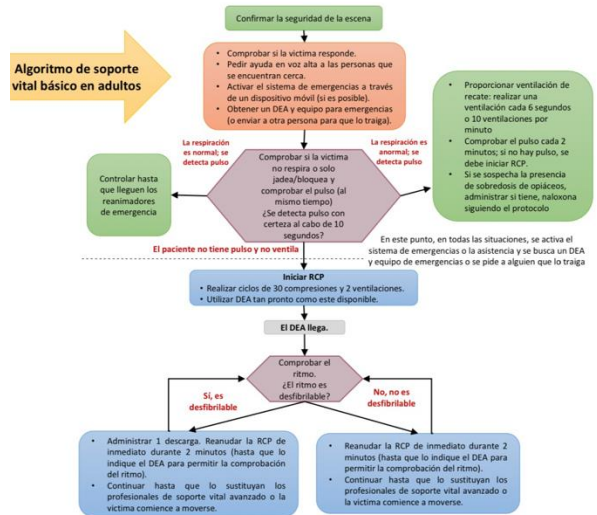 Confirmar la seguridad de la escena
Algoritmo de soporte
vital básico en adultos
• Comprobar si la victima responde.
• Pedir ayuda en voz alta a las personas que
se encuentran cerca.
• Activar el sistema de emergencias a través
de un dispositivo móvil (si es posible).
• Obtener un DEA y equipo para emergencias
(o enviar a otra persona para que lo traiga).
La respiración
es normal; se
detecta pulso
Comprobar si la victima
no respira o solo
jadea/bloquea y
comprobar el pulso (al
mismo tiempo)
¿Se detecta pulso con
certeza al cabo de 10
segundos?
La respiración es
anormal; se
detecta pulso
Controlar hasta
que lleguen los
reanimadores de
emergencia
• Proporcionar ventilación de
recate: realizar una
ventilación cada 6 segundos
o 10 ventilaciones por
minuto
• Comprobar el pulso cada 2
minutos; si no hay pulso, se
debe iniciar RCP.
• Si se sospecha la presencia
de sobredosis de opiáceos,
administrar si tiene, naloxona
siguiendo el protocolo
El paciente no tiene pulso y no ventila
En este punto, en todas las situaciones, se activa el
sistema de emergencias o la asistencia y se busca un DEA
y equipo de emergencias o se pide a alguien que lo traiga
Iniciar RCP
• Realizar ciclos de 30 compresiones y 2 ventilaciones.
• Utilizar DEA tan pronto como este disponible.
El DEA llega.
Comprobar el
ritmo.
¿El ritmo es
desfibrilable?
Sí, es
desfibrilable
No, no es
desfibrilable
• Administrar 1 descarga. Reanudar la RCP de
inmediato durante 2 minutos (hasta que lo
indique el DEA para permitir la comprobación
del ritmo).
• Continuar hasta que lo sustituyan los
profesionales de soporte vital avanzado o la
victima comience a moverse.
• Reanudar la RCP de inmediato durante 2
minutos (hasta que lo indique el DEA para
permitir la comprobación del ritmo).
• Continuar hasta que lo sustituyan los
profesionales de soporte vital avanzado o la
victima comience a moverse.